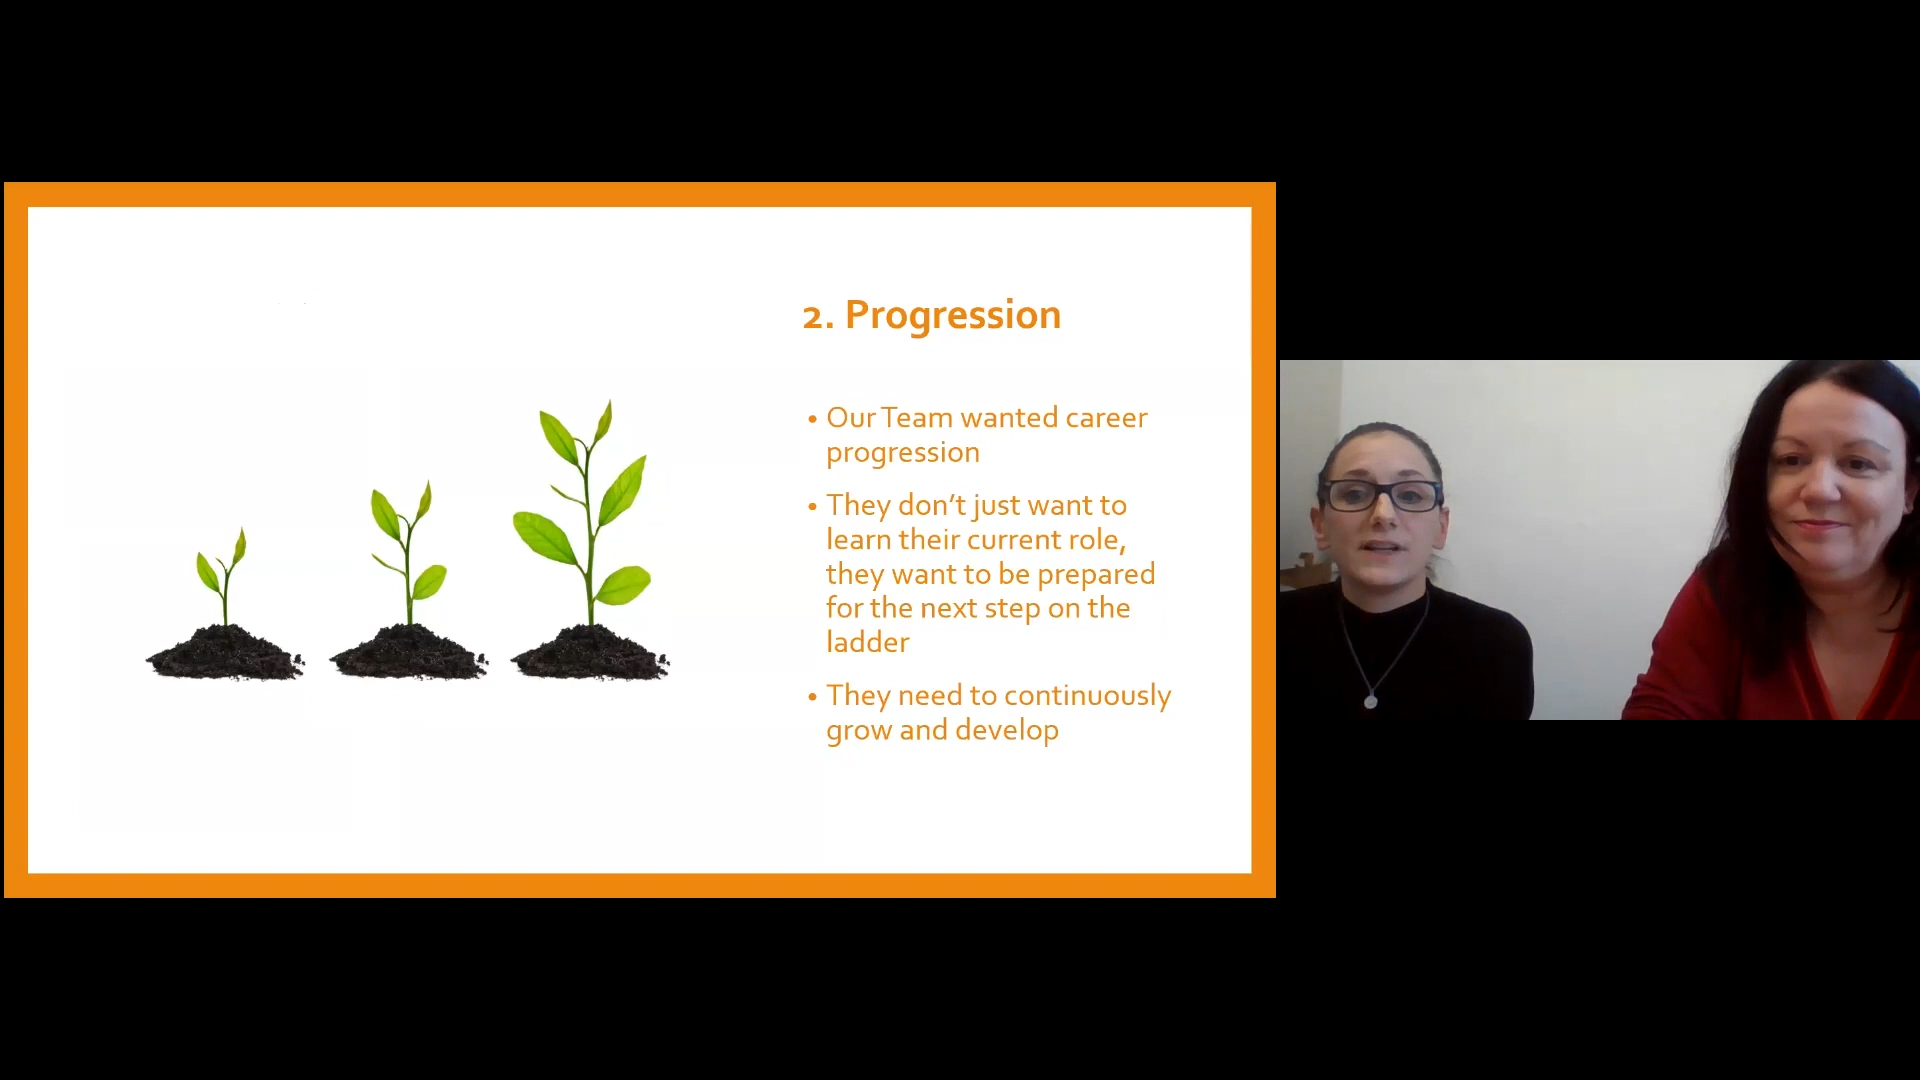 2. Progression
• Our Team wanted career
progression
• They don’t just want to
learn their current role,
they want to be prepared
for the next step on the
ladder
• They need to continuously
grow and develop